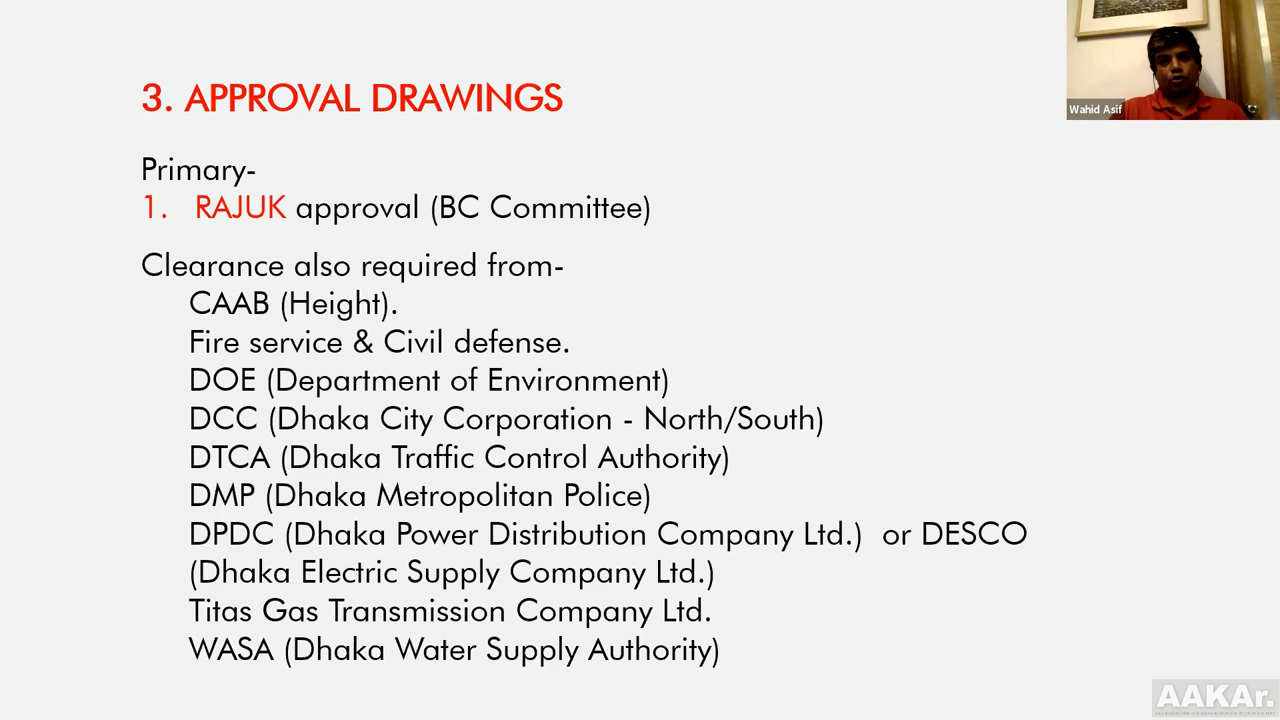 3. APPROVAL DRAWINGS
Wahid Asif
Primary-
1. RAJUK approval (BC Committee)
Clearance also required from-
CAAB (Height).
Fire service & Civil defense.
DOE (Department of Environment)
DCC (Dhaka City Corporation - North/South)
DTCA (Dhaka Traffic Control Authority)
DMP (Dhaka Metropolitan Police)
DPDC (Dhaka Power Distribution Company Ltd.) or DESCO
(Dhaka Electric Supply Company Ltd.)
Titas Gas Transmission Company Ltd.
WASA (Dhaka Water Supply Authority)
AAKAr.